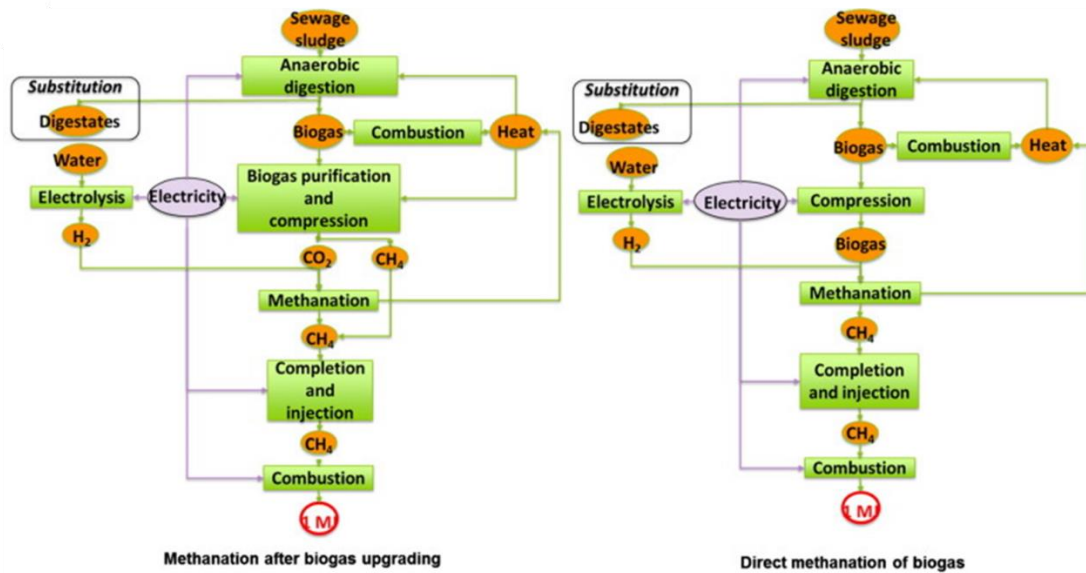 Sewage
sludge
Anaerobic
digestion
Substitution
Digestates
Biogas
Combustion
Heat
Water
Electrolysis
Electricity
Biogas purification
and
compression
H₂
CO₂
CH₄
Methanation
CH₄
Completion
and
injection
CH₄
Combustion
1 MJ
Methanation after biogas upgrading
Sewage
sludge
Anaerobic
digestion
Substitution
Digestates
Biogas
Combustion
Heat
Water
Electrolysis
Electricity
Compression
H₂
Biogas
Methanation
CH₄
Completion
and injection
CH₄
Combustion
1 MJ
Direct methanation of biogas